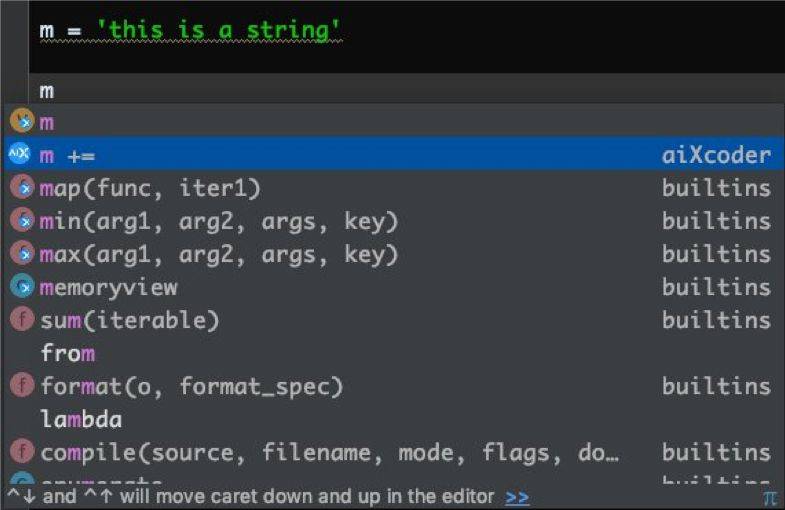 m = 'this is a string'
m
m
AiX m += aiXcoder
map(func, iter1) builtins
min(arg1, arg2, args, key) builtins
max(arg1, arg2, args, key) builtins
memoryview builtins
f sum(iterable) builtins
from
f format(o, format_spec) builtins
lambda
f compile(source, filename, mode, flags, do… builtins
^↓ and ^↑ will move caret down and up in the editor >> π